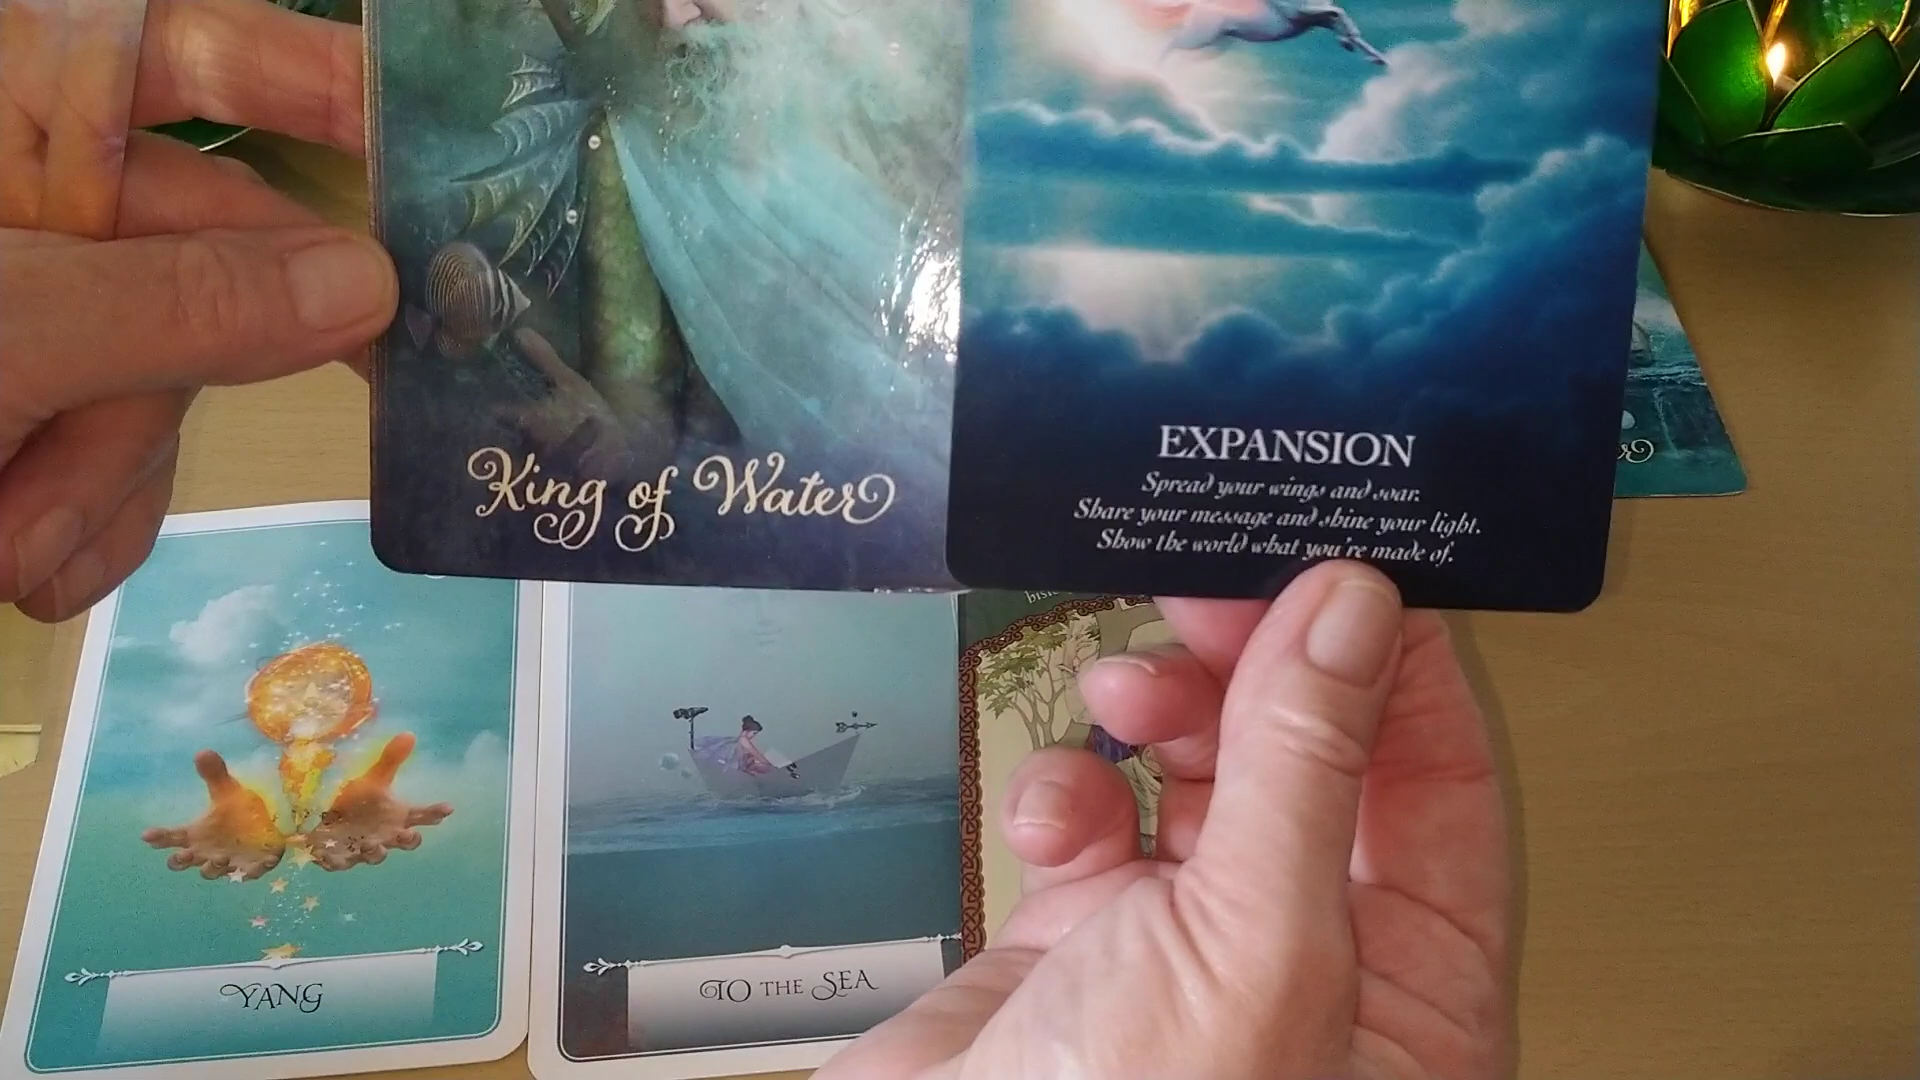 King of Water
EXPANSION
Spread your wings and soar.
Share your message and shine your light.
Show the world what you're made of.
YANG
TO THE SEA